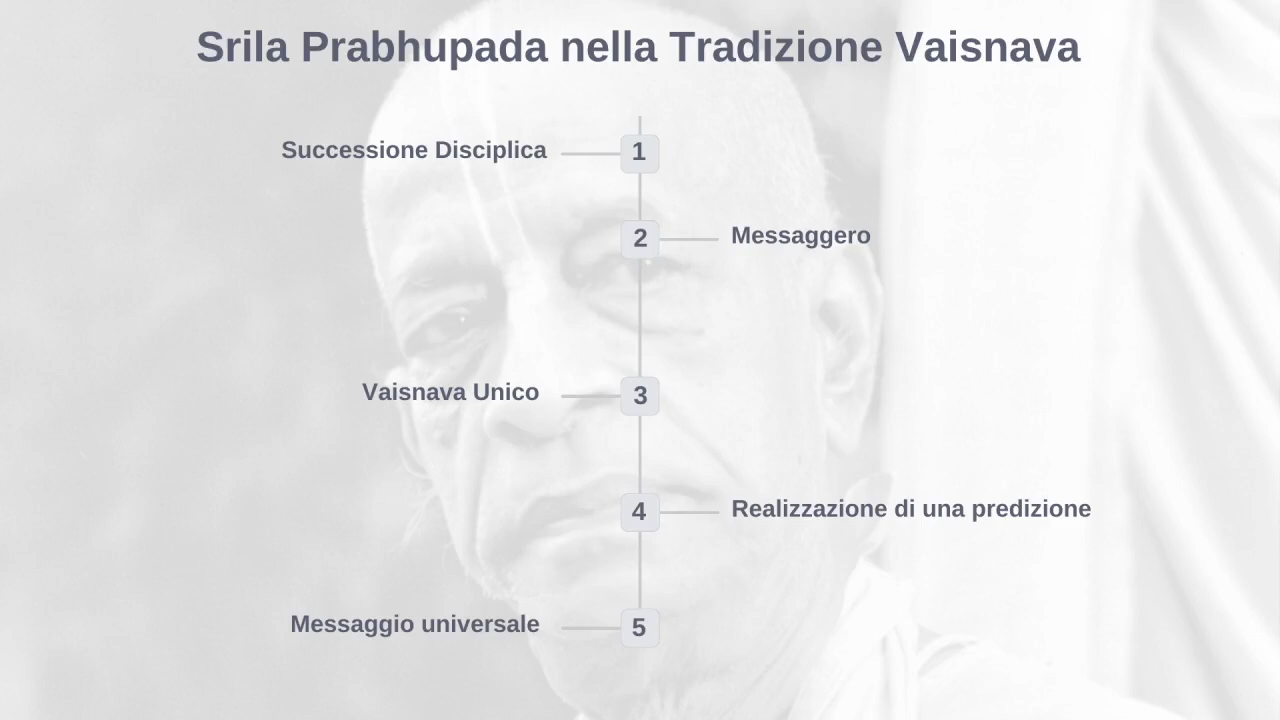 Srila Prabhupada nella Tradizione Vaisnava
Successione Disciplica
1
2
Messaggero
Vaisnava Unico
3
4
Realizzazione di una predizione
Messaggio universale
5